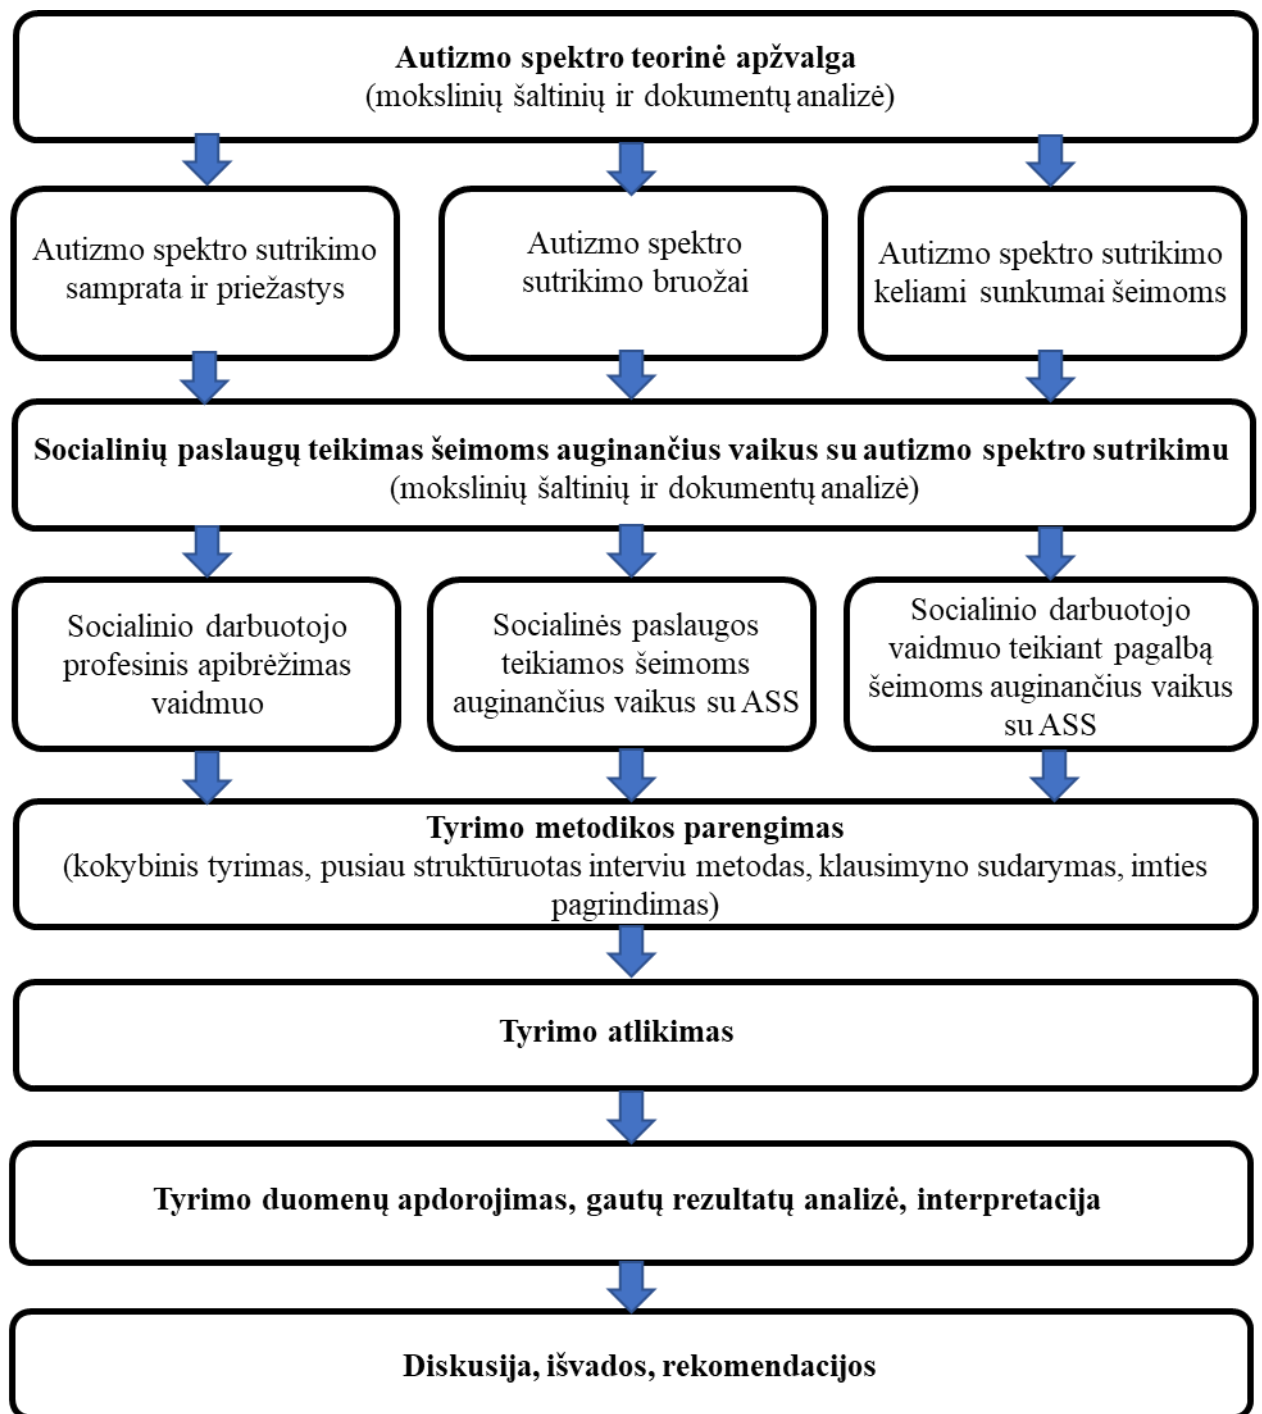 Autizmo spektro teorinė apžvalga
(mokslinių šaltinių ir dokumentų analizė)
Autizmo spektro sutrikimo
samprata ir priežastys
Autizmo spektro
sutrikimo bruožai
Autizmo spektro sutrikimo
keliami sunkumai šeimoms
Socialinių paslaugų teikimas šeimoms auginančius vaikus su autizmo spektro sutrikimu
(mokslinių šaltinių ir dokumentų analizė)
Socialinio darbuotojo
profesinis apibrėžimas
vaidmuo
Socialinės paslaugos
teikiamos šeimoms
auginančius vaikus su ASS
Socialinio darbuotojo
vaidmuo teikiant pagalbą
šeimoms auginančius vaikus
su ASS
Tyrimo metodikos parengimas
(kokybinis tyrimas, pusiau struktūruotas interviu metodas, klausimyno sudarymas, imties
pagrindimas)
Tyrimo atlikimas
Tyrimo duomenų apdorojimas, gautų rezultatų analizė, interpretacija
Diskusija, išvados, rekomendacijos